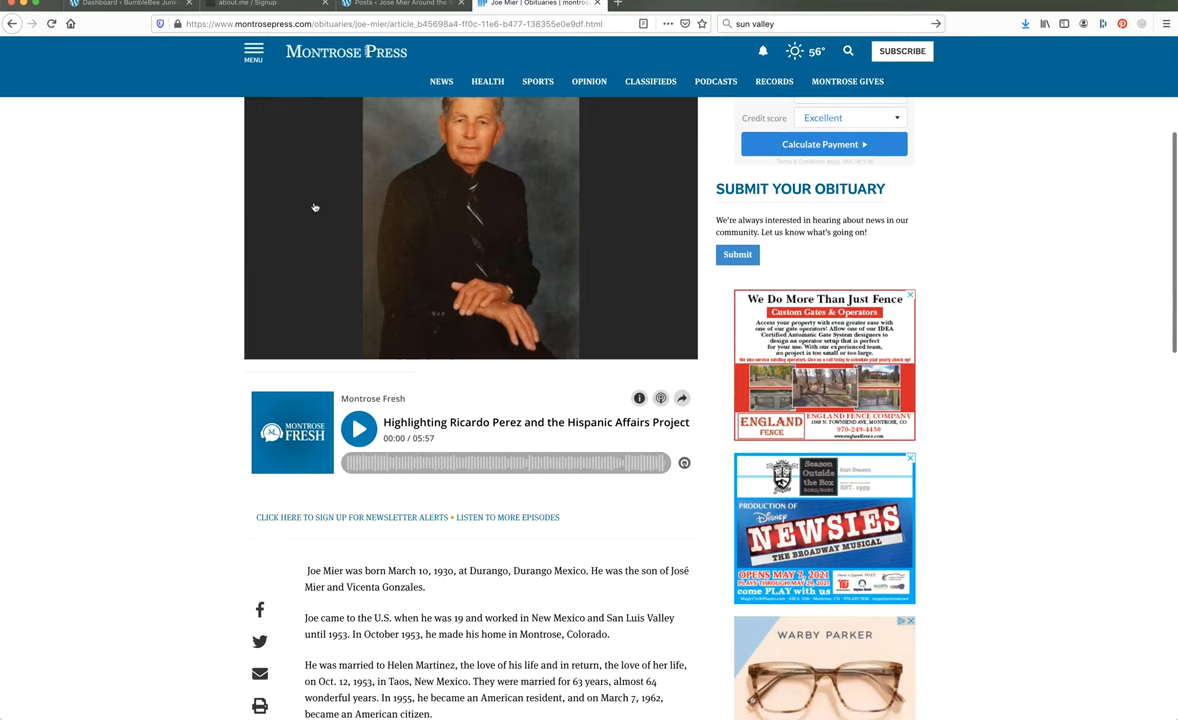 Dashboard ‹ BumbleBee Juni
about.me / Signup
Posts ‹ Jose Mier Around the
Joe Mier | Obituaries | montros
https://www.montrosepress.com/obituaries/joe-mier/article_b45698a4-ff0c-11e6-b477-138355e0e9df.html
sun valley
MENU
MONTROSE PRESS
56°
SUBSCRIBE
NEWS HEALTH SPORTS OPINION CLASSIFIEDS PODCASTS RECORDS MONTROSE GIVES
Credit score Excellent
Calculate Payment
Terms & Conditions apply. NMLS#1136
SUBMIT YOUR OBITUARY
We're always interested in hearing about news in our
community. Let us know what's going on!
Submit
We Do More Than Just Fence
Custom Gates & Operators
Access your property with even greater ease with
one of our gate operators! Allow one of our IDEA
Certified Automatic Gate System designers to
design an operator setup that is perfect
for your use. With our experienced team,
no project is too small or too large.
We also service existing operators. Give us a call today to schedule your yearly check up!
ENGLAND
FENCE
ENGLAND FENCE COMPANY
970-249-4430
www.englandfence.com
Montrose Fresh
MONTROSE
FRESH
Highlighting Ricardo Perez and the Hispanic Affairs Project
00:00 / 05:57
CLICK HERE TO SIGN UP FOR NEWSLETTER ALERTS • LISTEN TO MORE EPISODES
Season
Outside
the Box
2020/2021
EST. 1959
PRODUCTION OF
Disney
NEWSIES
THE BROADWAY MUSICAL
OPENS MAY 7, 2021
PLAYS THROUGH MAY
come PLAY with us
WARBY PARKER
Joe Mier was born March 10, 1930, at Durango, Durango Mexico. He was the son of José
Mier and Vicenta Gonzales.
Joe came to the U.S. when he was 19 and worked in New Mexico and San Luis Valley
until 1953. In October 1953, he made his home in Montrose, Colorado.
He was married to Helen Martinez, the love of his life and in return, the love of her life,
on Oct. 12, 1953, in Taos, New Mexico. They were married for 63 years, almost 64
wonderful years. In 1955, he became an American resident, and on March 7, 1962,
became an American citizen.